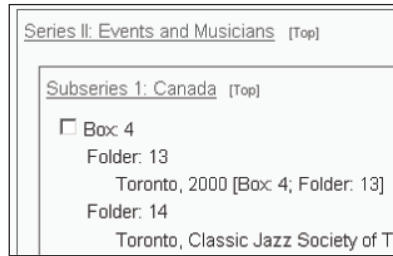 Series II: Events and Musicians [Top]
Subseries 1: Canada [Top]
Box: 4
Folder: 13
Toronto, 2000 [Box: 4; Folder: 13]
Folder: 14
Toronto, Classic Jazz Society of T